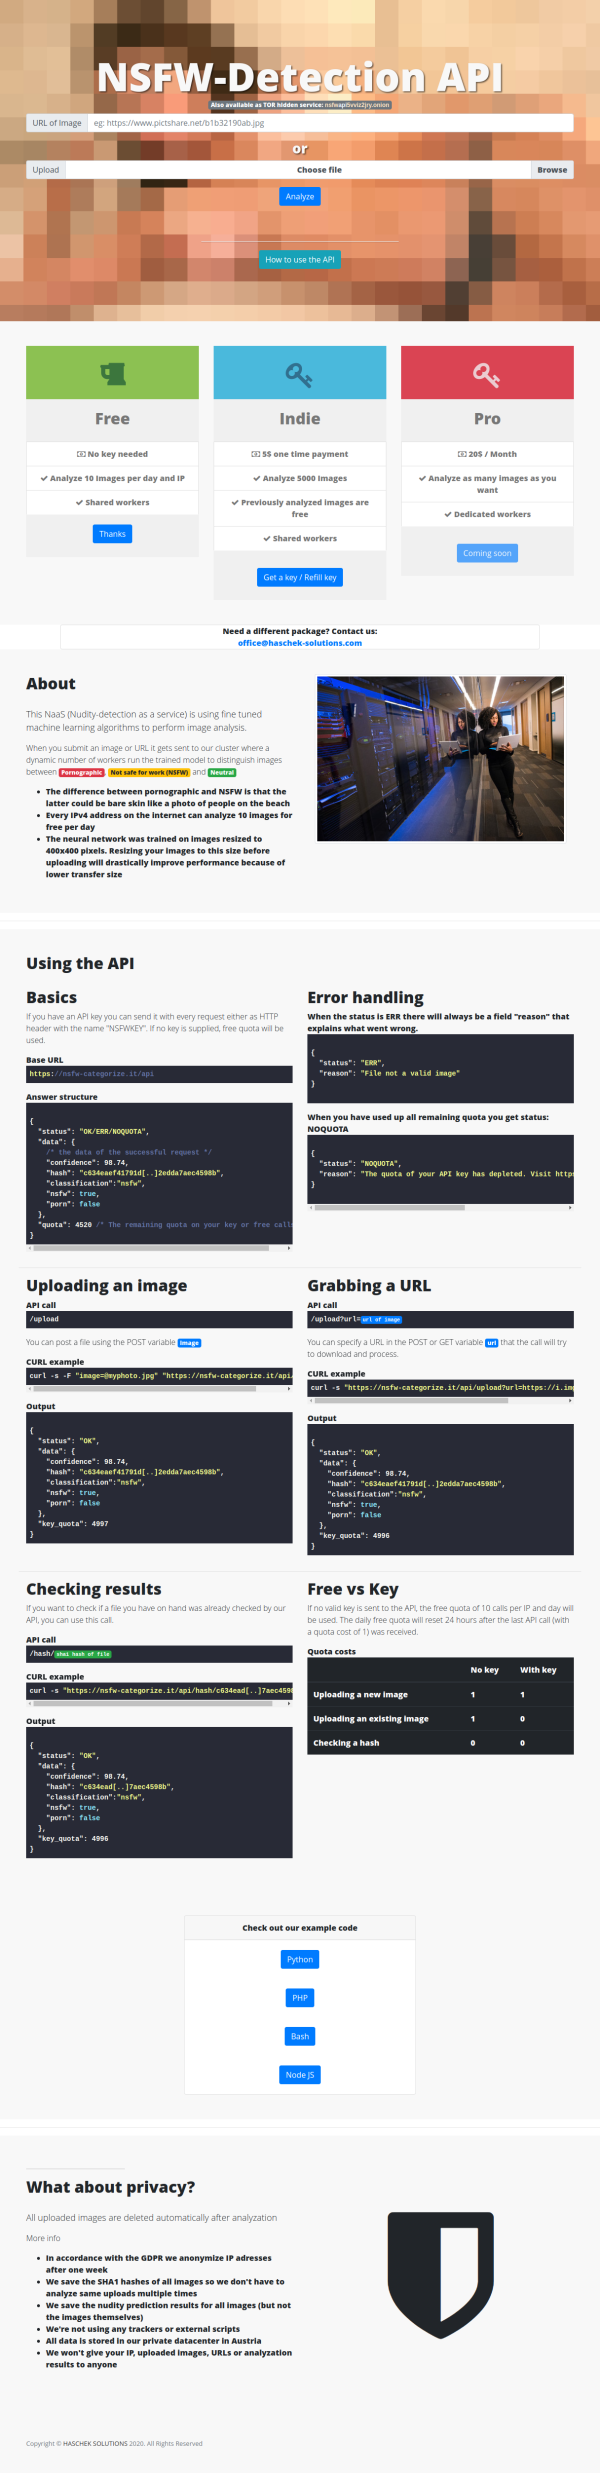 NSFW-Detection API
Also available as TOR hidden service: nsfwapi5vviz2jry.onion
URL of Image eg: https://www.pictshare.net/b1b32190ab.jpg
or
Upload Choose file Browse
Analyze
How to use the API
Free
No key needed
Analyze 10 Images per day and IP
Shared workers
Thanks
Indie
5$ one time payment
Analyze 5000 Images
Previously analyzed images are
free
Shared workers
Get a key / Refill key
Pro
20$ / Month
Analyze as many images as you
want
Dedicated workers
Coming soon
Need a different package? Contact us:
office@haschek-solutions.com
About
This NaaS (Nudity-detection as a service) is using fine tuned
machine learning algorithms to perform image analysis.
When you submit an image or URL it gets sent to our cluster where a
dynamic number of workers run the trained model to distinguish images
between Pornographic, Not safe for work (NSFW) and Neutral
The difference between pornographic and NSFW is that the
latter could be bare skin like a photo of people on the beach
Every IPv4 address on the internet can analyze 10 images for
free per day
The neural network was trained on images resized to
400x400 pixels. Resizing your images to this size before
uploading will drastically improve performance because of
lower transfer size
Using the API
Basics
If you have an API key you can send it with every request either as HTTP
header with the name "NSFWKEY". If no key is supplied, free quota will be
used.
Base URL
https://nsfw-categorize.it/api
Answer structure
{
"status": "OK/ERR/NOQUOTA",
"data": {
/* the data of the successful request */
"confidence": 98.74,
"hash": "c634eaef41791d[..]2edda7aec4598b",
"classification":"nsfw",
"nsfw": true,
"porn": false
},
"quota": 4520 /* The remaining quota on your key or free call
}
Error handling
When the status is ERR there will always be a field "reason" that
explains what went wrong.
{
"status": "ERR",
"reason": "File not a valid image"
}
When you have used up all remaining quota you get status:
NOQUOTA
{
"status": "NOQUOTA",
"reason": "The quota of your API key has depleted. Visit http
}
Uploading an image
API call
/upload
You can post a file using the POST variable image
CURL example
curl -s -F "image=@myphoto.jpg" "https://nsfw-categorize.it/api
Output
{
"status": "OK",
"data": {
"confidence": 98.74,
"hash": "c634eaef41791d[..]2edda7aec4598b",
"classification":"nsfw",
"nsfw": true,
"porn": false
},
"key_quota": 4997
}
Grabbing a URL
API call
/upload?url=url of image
You can specify a URL in the POST or GET variable url that the call will try
to download and process.
CURL example
curl -s "https://nsfw-categorize.it/api/upload?url=https://i.im
Output
{
"status": "OK",
"data": {
"confidence": 98.74,
"hash": "c634eaef41791d[..]2edda7aec4598b",
"classification":"nsfw",
"nsfw": true,
"porn": false
},
"key_quota": 4996
}
Checking results
If you want to check if a file you have on hand was already checked by our
API, you can use this call.
API call
/hash/sha1 hash of file
CURL example
curl -s "https://nsfw-categorize.it/api/hash/c634ead[..]7aec459
Output
{
"status": "OK",
"data": {
"confidence": 98.74,
"hash": "c634ead[..]7aec4598b",
"classification":"nsfw",
"nsfw": true,
"porn": false
},
"key_quota": 4996
}
Free vs Key
If no valid key is sent to the API, the free quota of 10 calls per IP and day will
be used. The daily free quota will reset 24 hours after the last API call (with
a quota cost of 1) was received.
Quota costs
No key With key
Uploading a new image 1 1
Uploading an existing image 1 0
Checking a hash 0 0
Check out our example code
Python
PHP
Bash
Node JS
What about privacy?
All uploaded images are deleted automatically after analyzation
More info
In accordance with the GDPR we anonymize IP adresses
after one week
We save the SHA1 hashes of all images so we don't have to
analyze same uploads multiple times
We save the nudity prediction results for all images (but not
the images themselves)
We're not using any trackers or external scripts
All data is stored in our private datacenter in Austria
We won't give your IP, uploaded images, URLs or analyzation
results to anyone
Copyright © HASCHEK SOLUTIONS 2020. All Rights Reserved